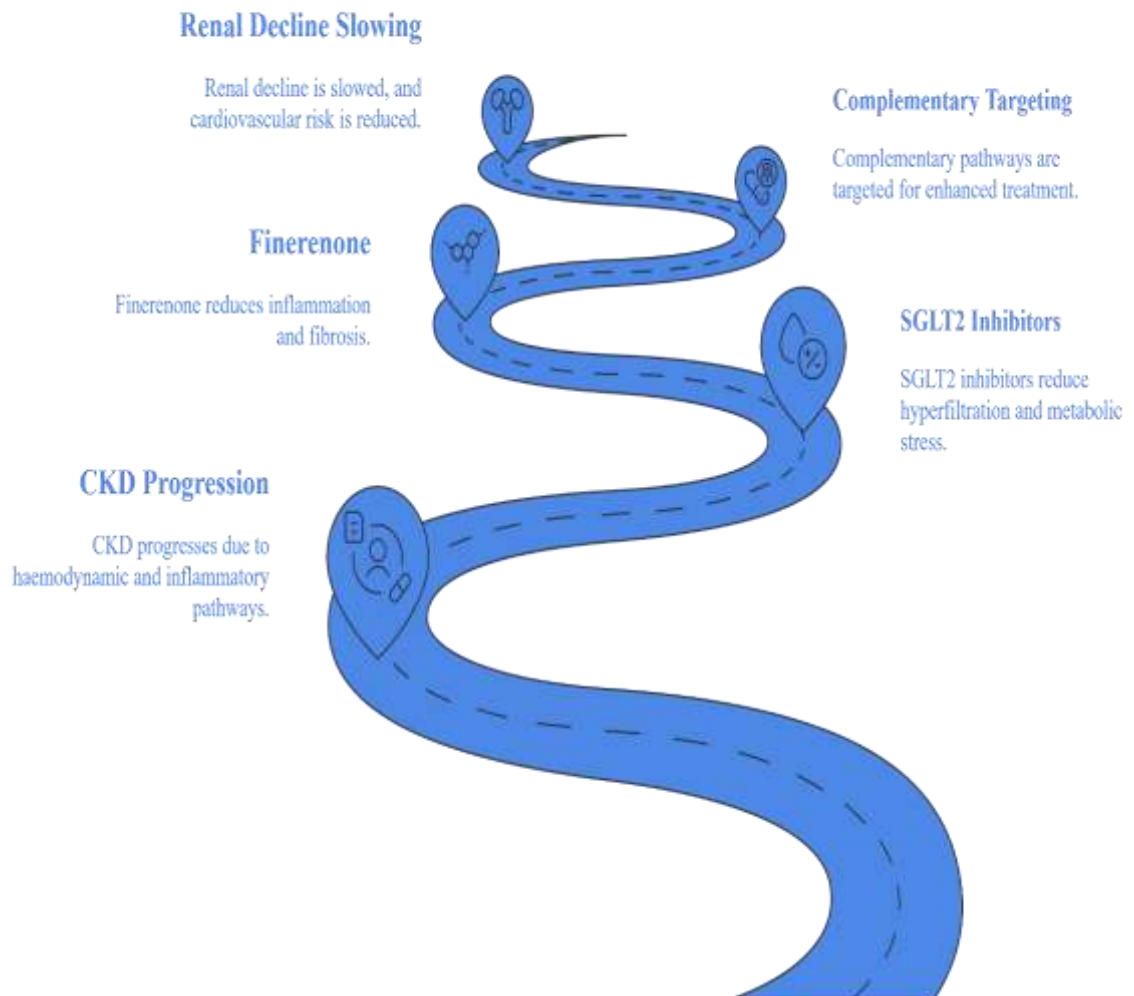 Renal Decline Slowing
Renal decline is slowed, and
cardiovascular risk is reduced.
Complementary Targeting
Complementary pathways are
targeted for enhanced treatment.
Finerenone
Finerenone reduces inflammation
and fibrosis.
SGLT2 Inhibitors
SGLT2 inhibitors reduce
hyperfiltration and metabolic
stress.
CKD Progression
CKD progresses due to
haemodynamic and inflammatory
pathways.